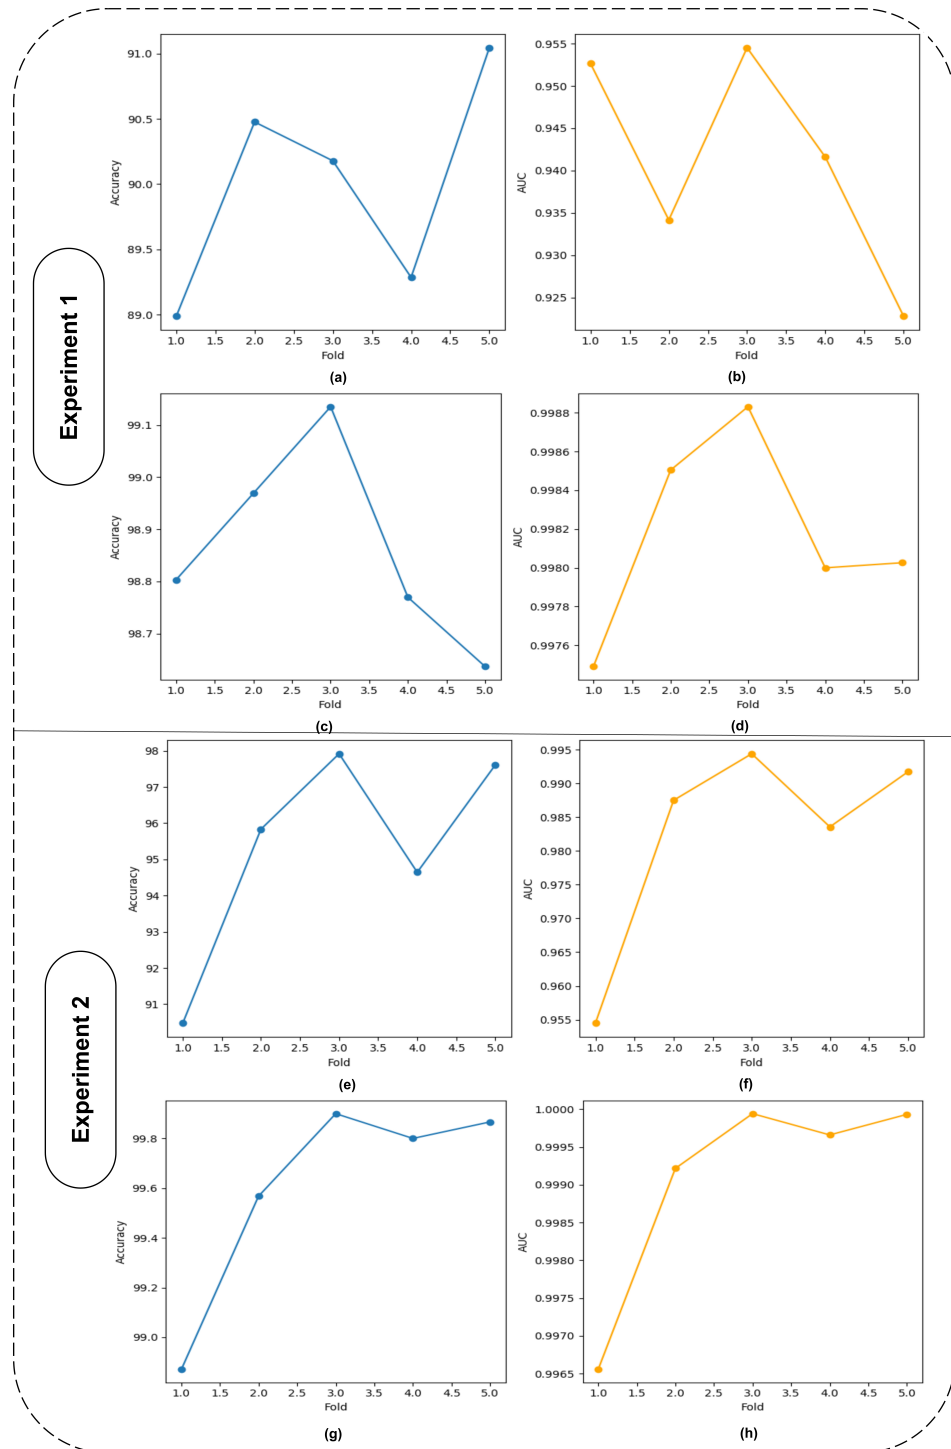 Experiment 1
Accuracy
91.0
90.5
90.0
89.5
89.0
1.0 1.5 2.0 2.5 3.0 3.5 4.0 4.5 5.0
Fold
(a)
AUC
0.955
0.950
0.945
0.940
0.935
0.930
0.925
1.0 1.5 2.0 2.5 3.0 3.5 4.0 4.5 5.0
Fold
(b)
Accuracy
99.1
99.0
98.9
98.8
98.7
1.0 1.5 2.0 2.5 3.0 3.5 4.0 4.5 5.0
Fold
(c)
AUC
0.9988
0.9986
0.9984
0.9982
0.9980
0.9978
0.9976
1.0 1.5 2.0 2.5 3.0 3.5 4.0 4.5 5.0
Fold
(d)
Experiment 2
Accuracy
98
97
96
95
94
93
92
91
1.0 1.5 2.0 2.5 3.0 3.5 4.0 4.5 5.0
Fold
(e)
AUC
0.995
0.990
0.985
0.980
0.975
0.970
0.965
0.960
0.955
1.0 1.5 2.0 2.5 3.0 3.5 4.0 4.5 5.0
Fold
(f)
Accuracy
99.8
99.6
99.4
99.2
99.0
1.0 1.5 2.0 2.5 3.0 3.5 4.0 4.5 5.0
Fold
(g)
AUC
1.0000
0.9995
0.9990
0.9985
0.9980
0.9975
0.9970
0.9965
1.0 1.5 2.0 2.5 3.0 3.5 4.0 4.5 5.0
Fold
(h)